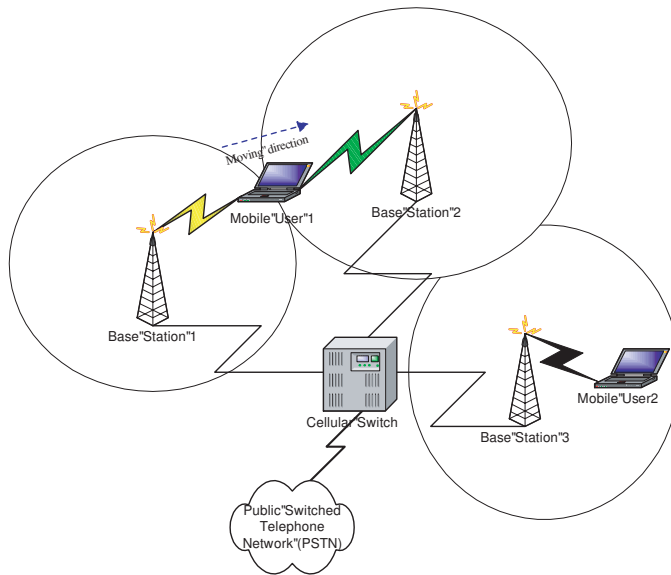 Moving"direction
Mobile"User"1
Base"Station"2
Base"Station"1
Mobile"User2
Base"Station"3
Cellular Switch
Public"Switched
Telephone
Network"(PSTN)